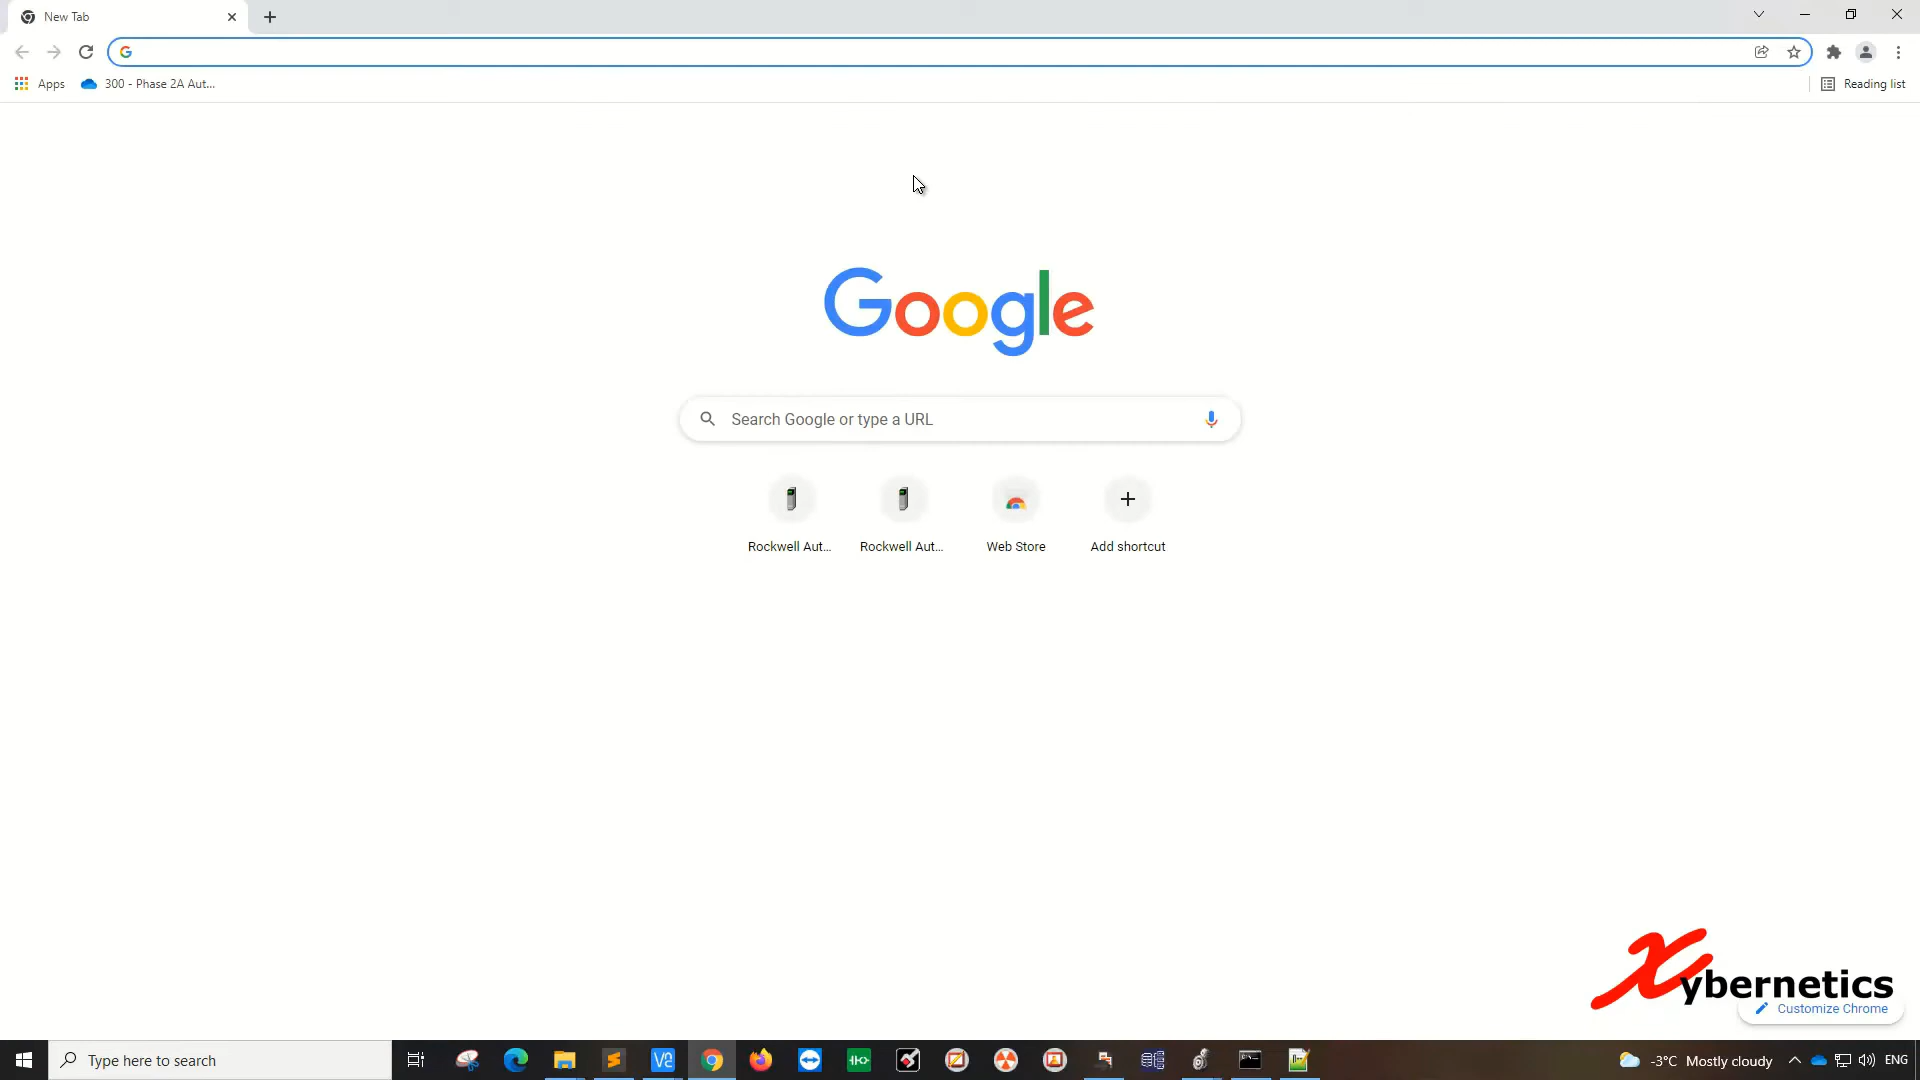 New Tab
Apps
300 - Phase 2A Aut...
Reading list
Google
Search Google or type a URL
Rockwell Aut...
Rockwell Aut...
Web Store
Add shortcut
Xybernetics
Customize Chrome
Type here to search
V2
-3°C Mostly cloudy
ENG